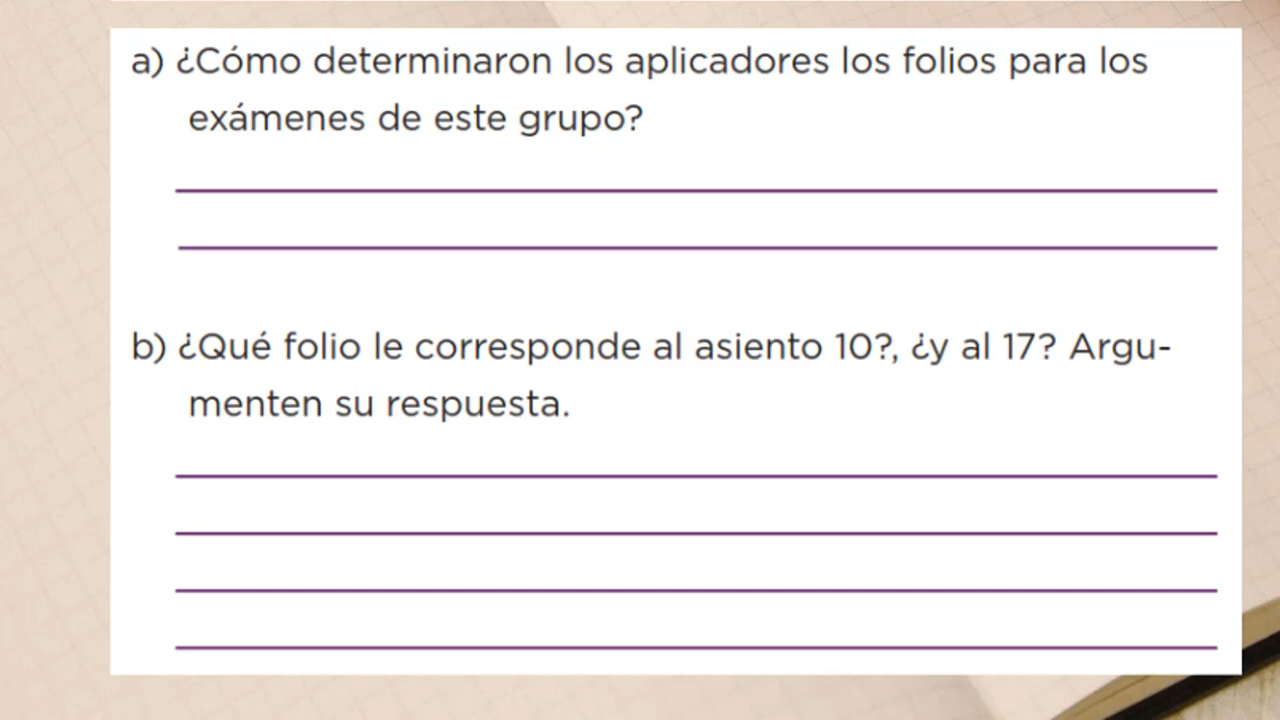 a) ¿Cómo determinaron los aplicadores los folios para los
exámenes de este grupo?
b) ¿Qué folio le corresponde al asiento 10?, ¿y al 17? Argu-
menten su respuesta.